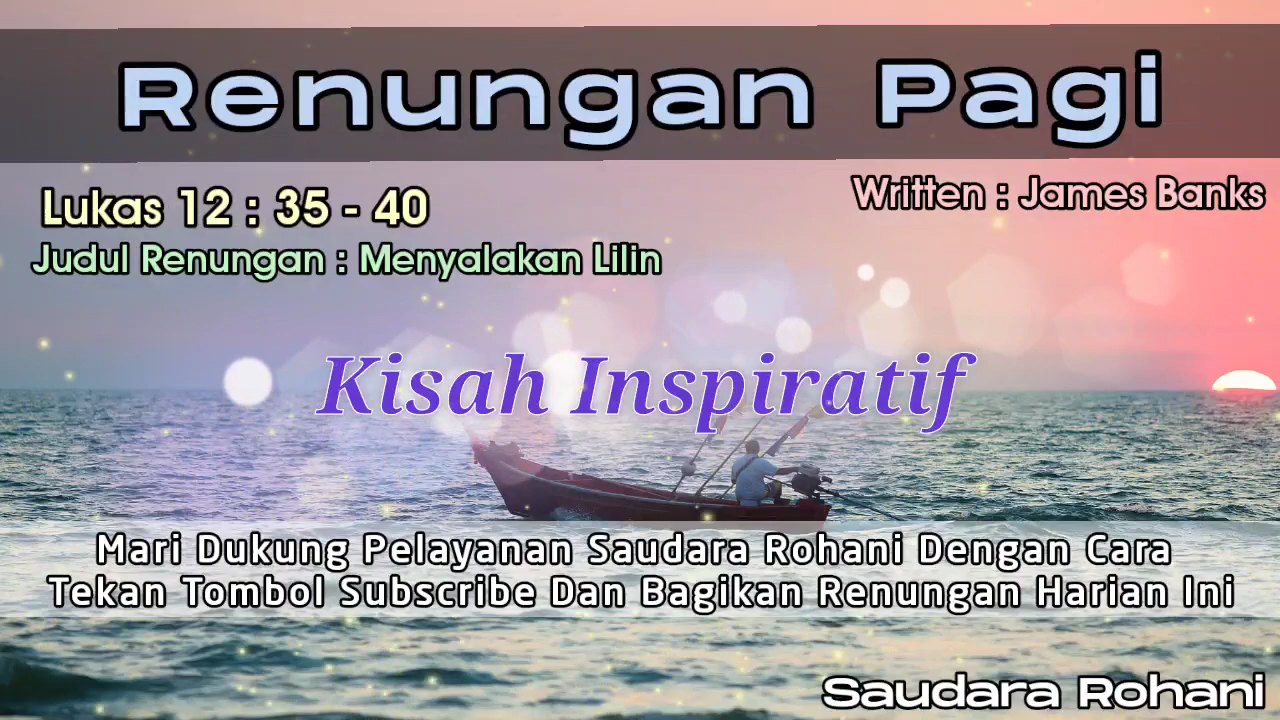 Renungan Pagi
Lukas 12 : 35 - 40
Written : James Banks
Judul Renungan : Menyalakan Lilin
Kisah Inspiratif
Mari Dukung Pelayanan Saudara Rohani Dengan Cara
Tekan Tombol Subscribe Dan Bagikan Renungan Harian Ini
Saudara Rohani